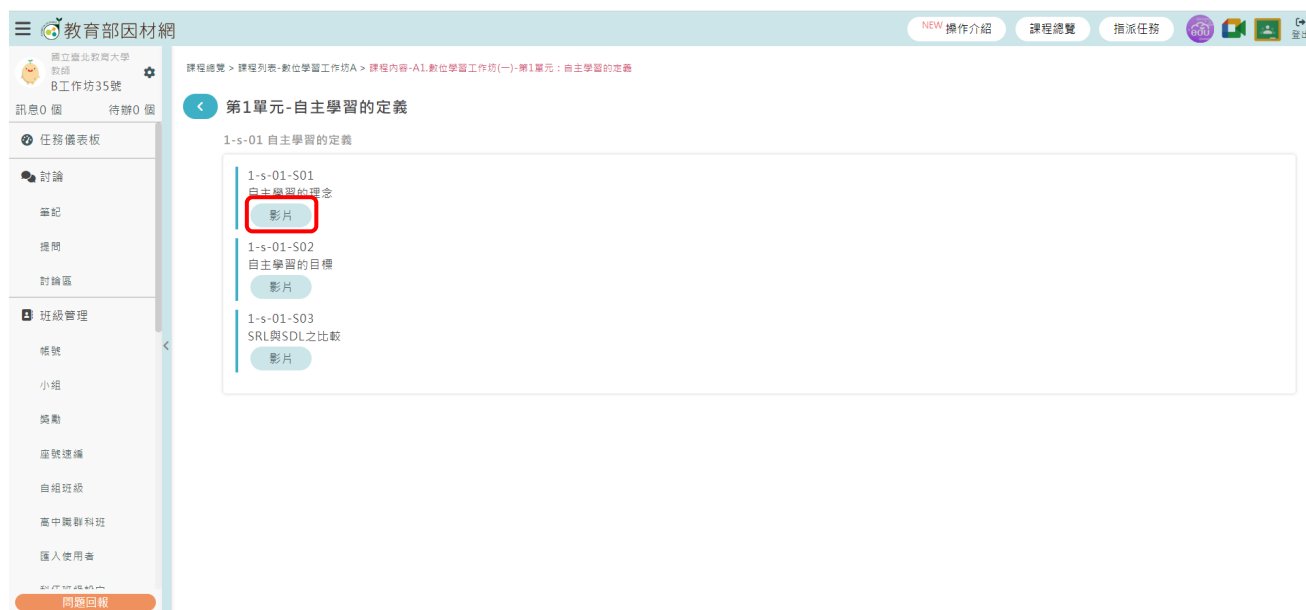 教育部因材網
NEW 操作介紹
課程總覽
指派任務
登出
國立臺北教育大學
教師
B工作坊35號
訊息0 個
待辦0 個
任務儀表板
討論
筆記
提問
討論區
班級管理
帳號
小組
獎勵
座號速編
自組班級
高中職群科班
匯入使用者
問題回報
課程總覽 > 課程列表-數位學習工作坊A > 課程內容-A1.數位學習工作坊(一)-第1單元：自主學習的定義
第1單元-自主學習的定義
1-s-01 自主學習的定義
1-s-01-S01
自主學習的理念
影片
1-s-01-S02
自主學習的目標
影片
1-s-01-S03
SRL與SDL之比較
影片